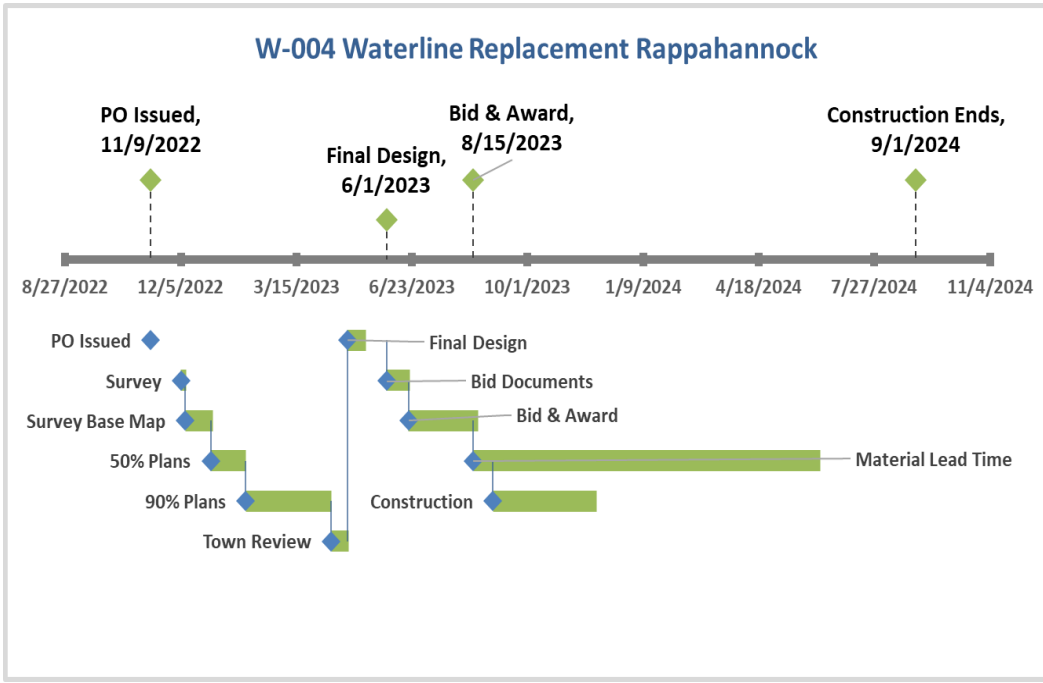 W-004 Waterline Replacement Rappahannock
PO Issued,
11/9/2022
Final Design,
6/1/2023
Bid & Award,
8/15/2023
Construction Ends,
9/1/2024
8/27/2022 12/5/2022 3/15/2023 6/23/2023 10/1/2023 1/9/2024 4/18/2024 7/27/2024 11/4/2024
PO Issued
Final Design
Survey
Bid Documents
Survey Base Map
Bid & Award
50% Plans
Material Lead Time
90% Plans
Construction
Town Review